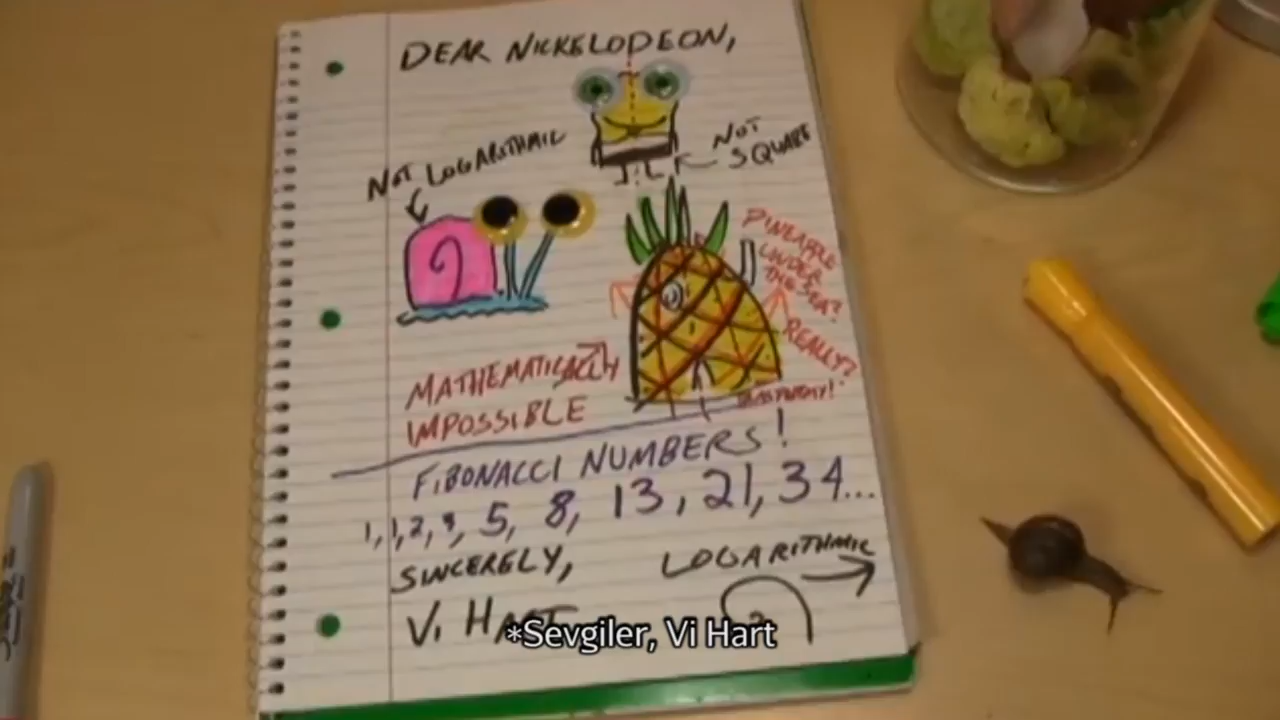 DEAR NICKELODEON,
NOT LOGARITHMIC
NOT
SQUARE
PINEAPPLE
UNDER
THE SEA?
REALLY?
MATHEMATICALLY
IMPOSSIBLE
FIBONACCI NUMBERS!
1, 1, 2, 3, 5, 8, 13, 21, 34...
SINCERELY,
LOGARITHMIC
Vi HART
*Sevgiler, Vi Hart